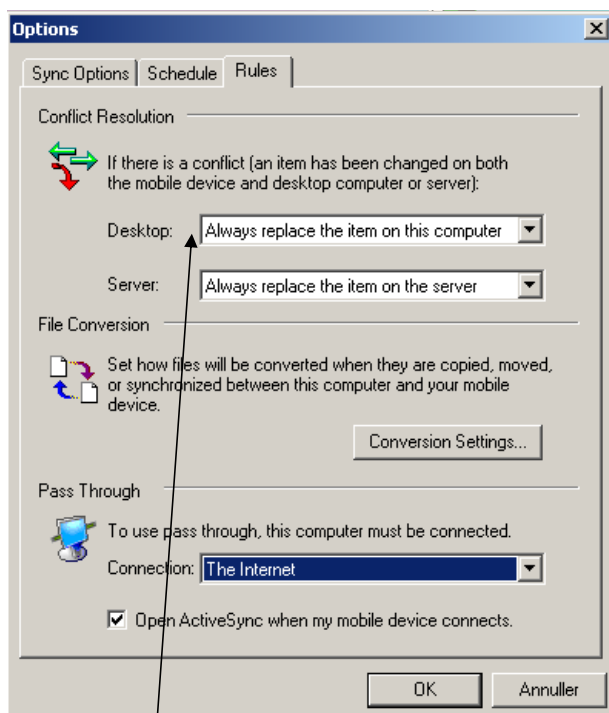 Options
Sync Options Schedule Rules
Conflict Resolution
If there is a conflict (an item has been changed on both
the mobile device and desktop computer or server):
Desktop: Always replace the item on this computer
Server: Always replace the item on the server
File Conversion
Set how files will be converted when they are copied, moved,
or synchronized between this computer and your mobile
device.
Conversion Settings...
Pass Through
To use pass through, this computer must be connected.
Connection: The Internet
Open ActiveSync when my mobile device connects.
OK Annuller